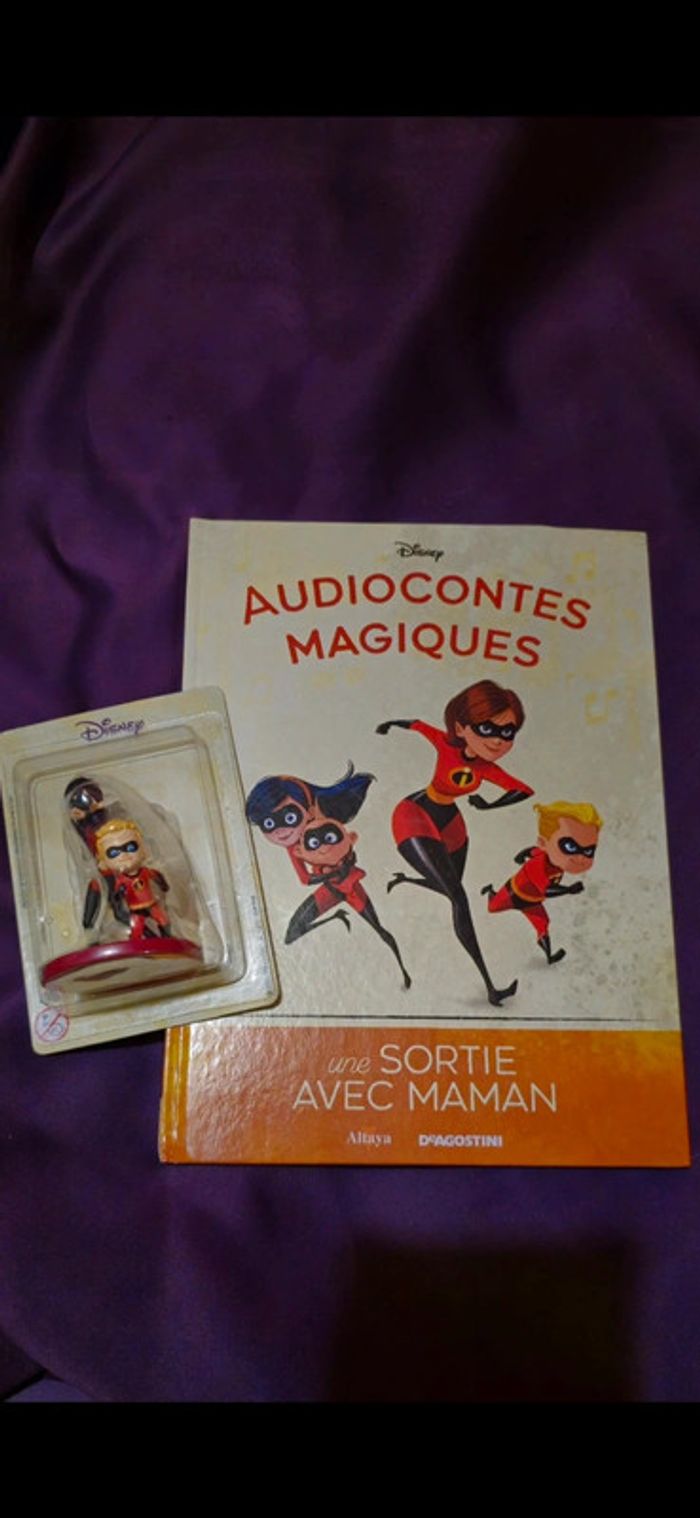 Disney
AUDIOCONTES
MAGIQUES
Disney
une SORTIE
AVEC MAMAN
Altaya DeAGOSTINI